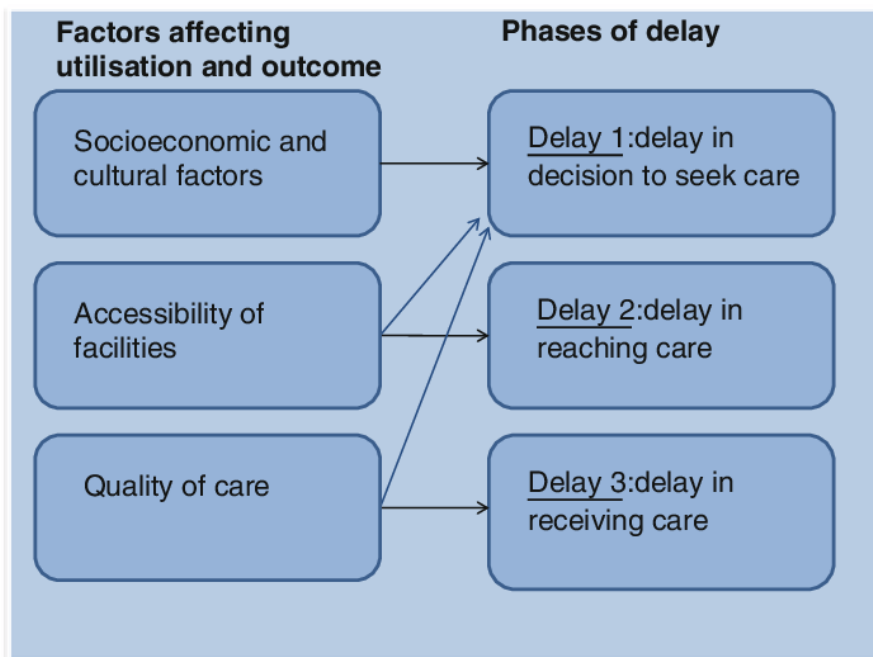 Factors affecting
utilisation and outcome
Phases of delay
Socioeconomic and
cultural factors
Delay 1:delay in
decision to seek care
Accessibility of
facilities
Delay 2:delay in
reaching care
Quality of care
Delay 3:delay in
receiving care